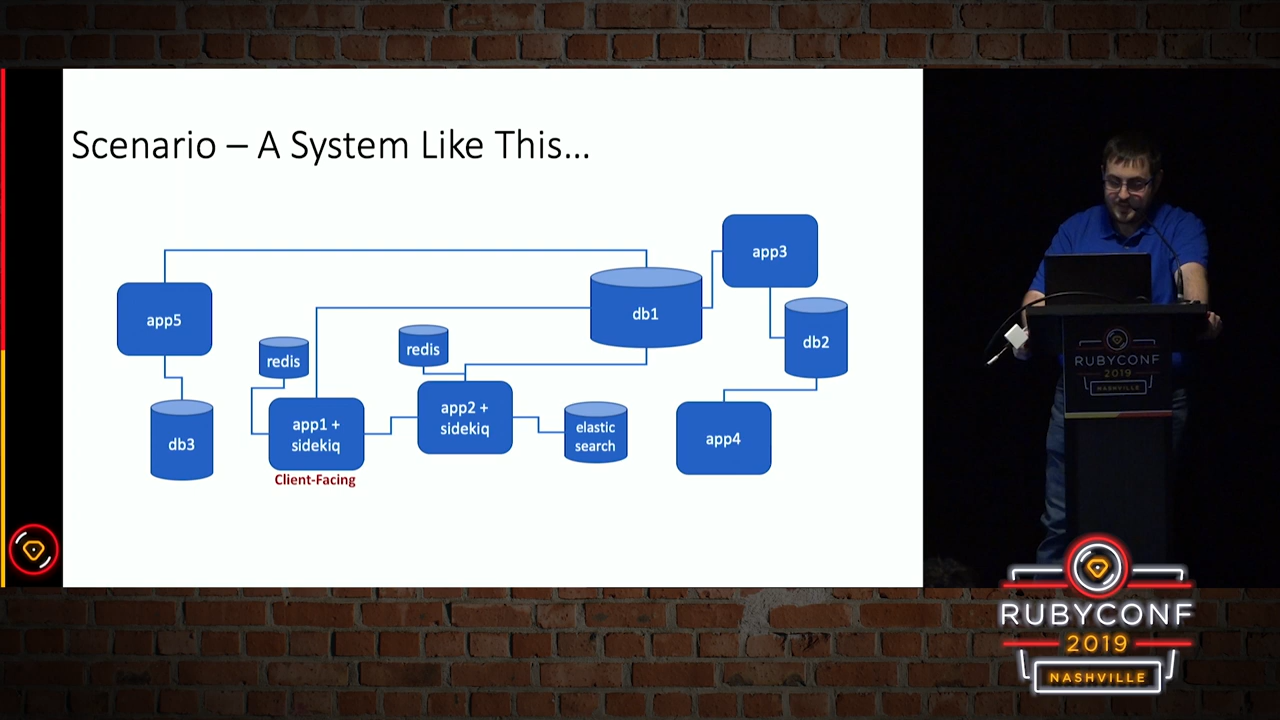 Scenario – A System Like This...
app3
db1
app5
db2
redis
redis
app2 +
sidekiq
app1 +
sidekiq
elastic
search
app4
db3
Client-Facing
RUBYCONF
2019
NASHVILLE
RUBYCONF
2019
NASHVILLE